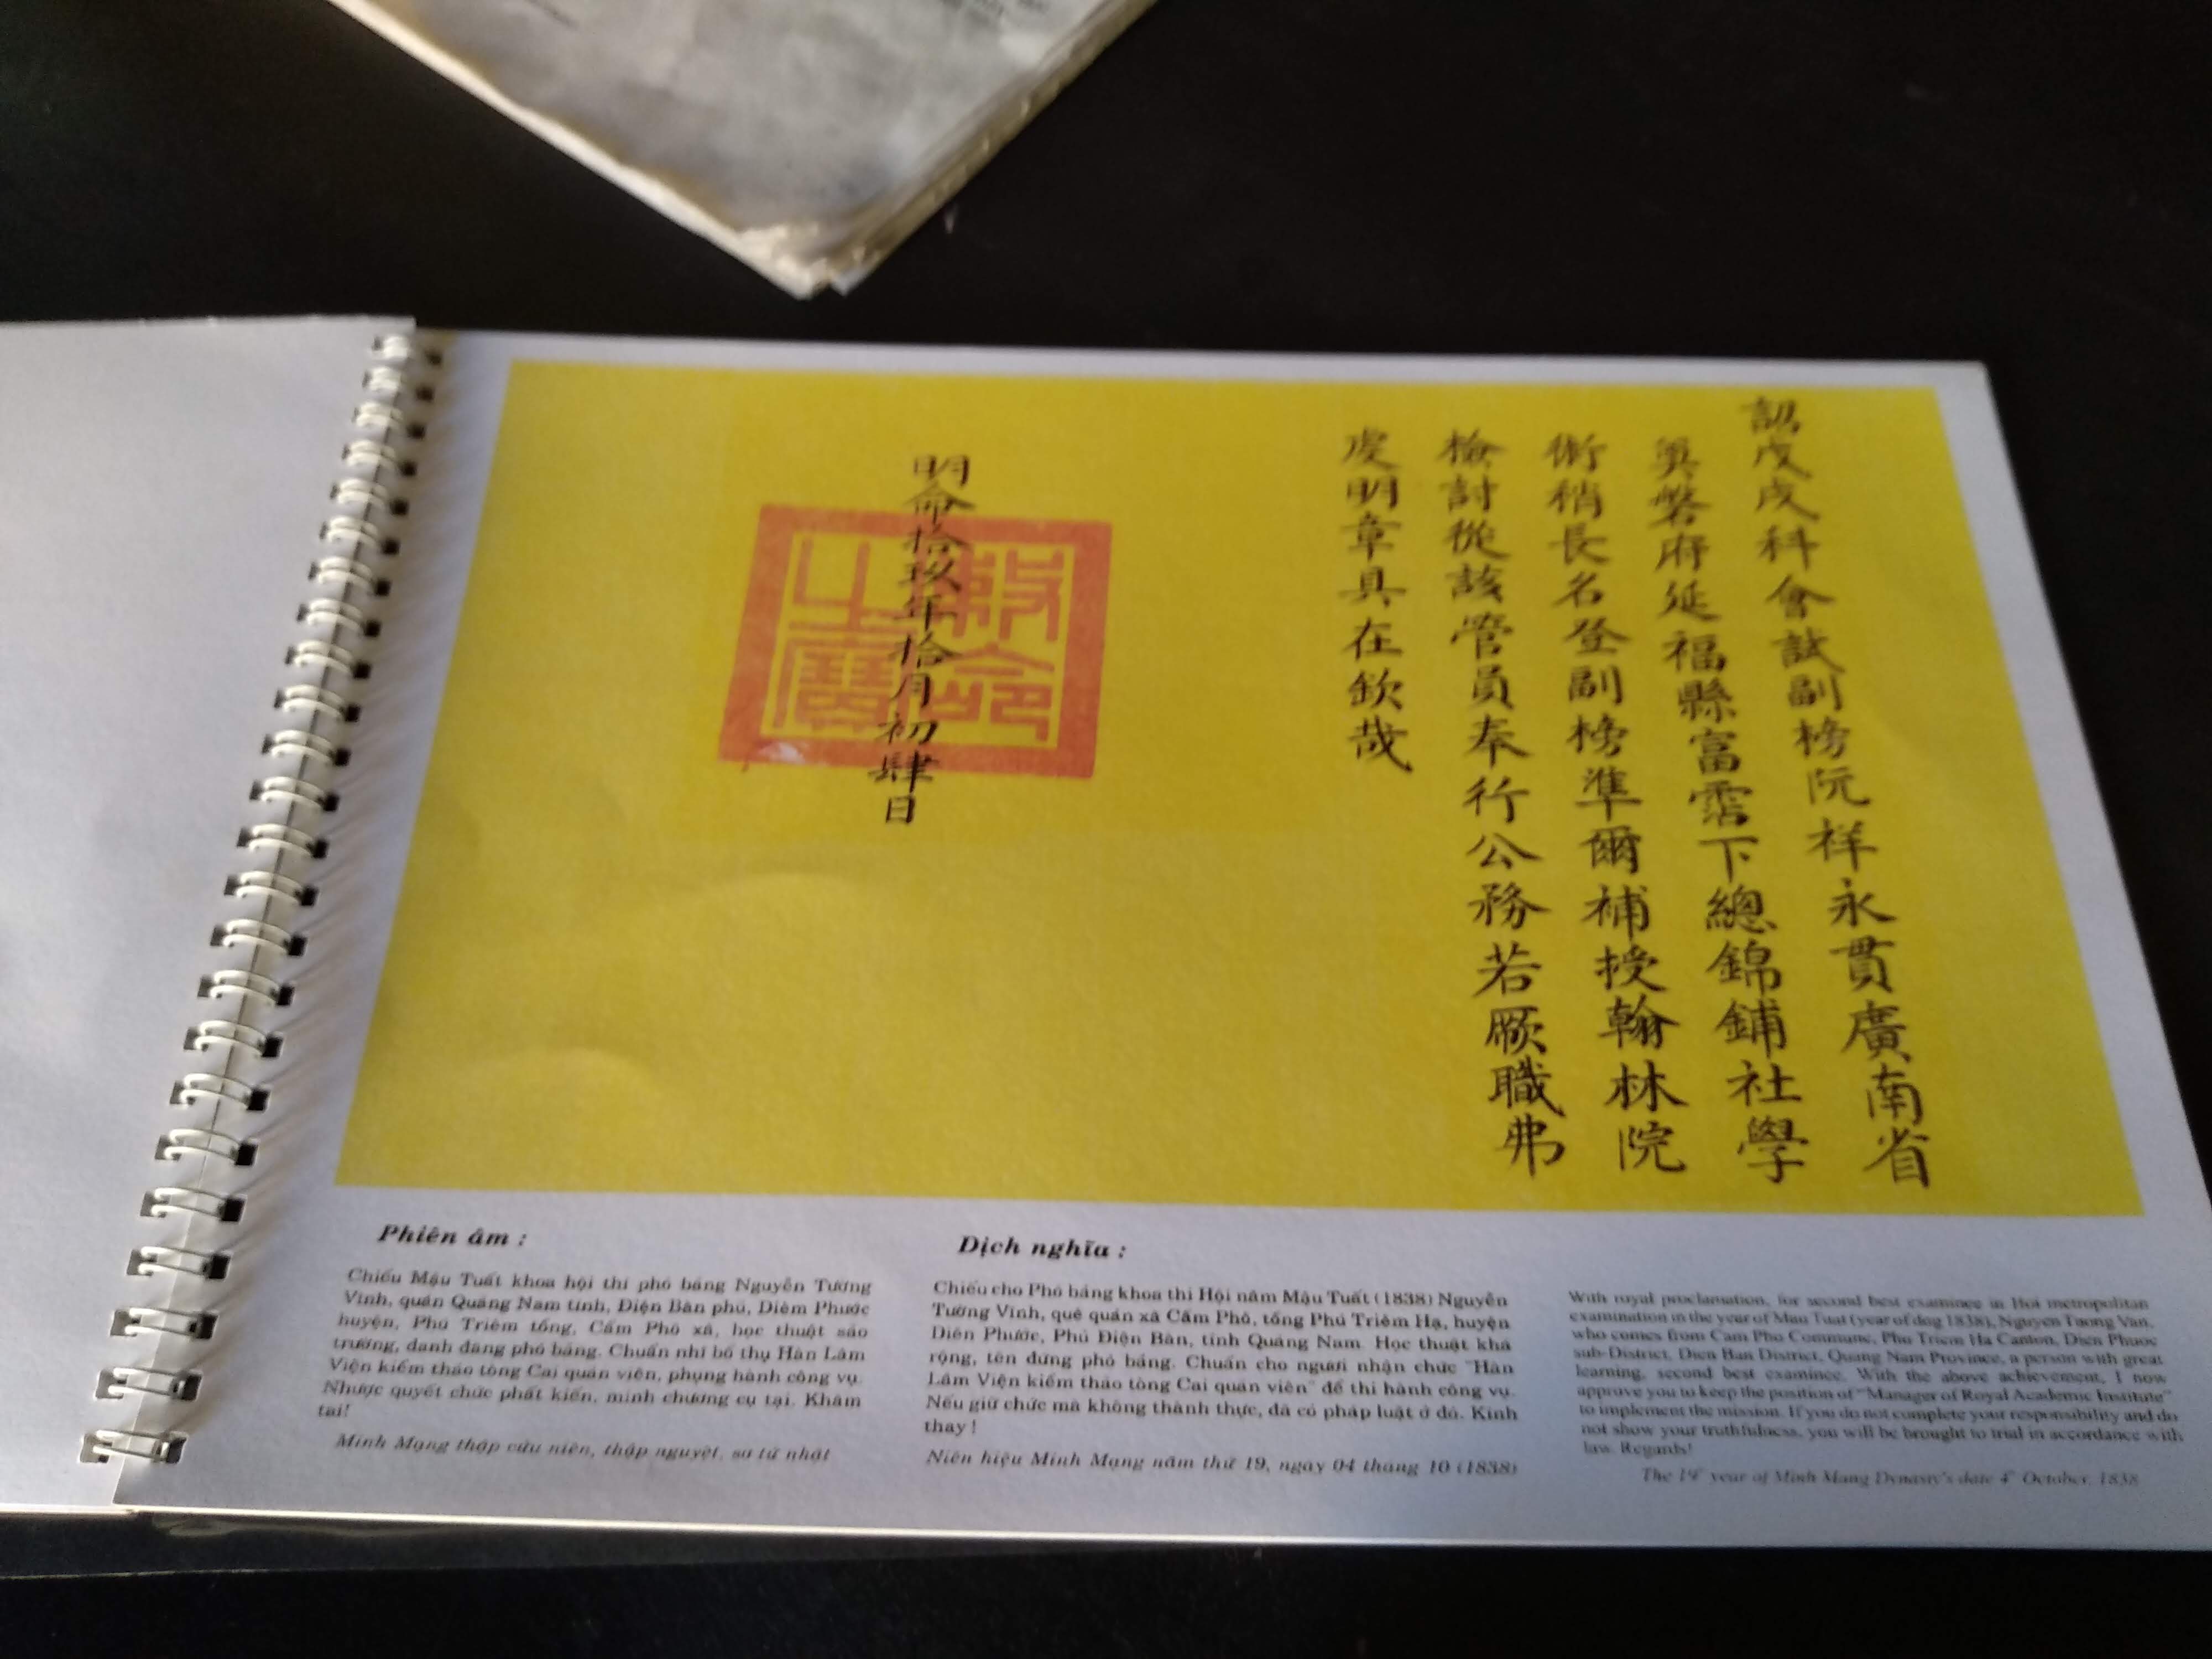 詔戊戌科會試副榜阮祥永貫廣南省
奠磐府延福縣富霑下總錦鋪社學
術稍長名登副榜準爾補授翰林院
檢討從該管員奉行公務若厥職弗
虔明章具在欽哉
明命拾玖年拾月初肆日
敕命之寶
Phiên âm :
Chiếu Mậu Tuất khoa hội thí phó bảng Nguyễn Tường
Vĩnh, quán Quảng Nam tỉnh, Điện Bàn phủ, Diêm Phước
huyện, Phú Triêm tổng, Cẩm Phô xã, học thuật sảo
trường, danh đăng phó bảng. Chuẩn nhĩ bổ thụ Hàn Lâm
Viện kiểm thảo tòng Cai quản viên, phụng hành công vụ.
Nhược quyết chức phất kiến, minh chương cụ tại. Khâm
tai!
Minh Mạng thập cửu niên, thập nguyệt, sơ tứ nhật
Dịch nghĩa :
Chiếu cho Phó bảng khoa thi Hội năm Mậu Tuất (1838) Nguyễn
Tường Vĩnh, quê quán xã Cẩm Phô, tổng Phú Triêm Hạ, huyện
Diên Phước, Phủ Điện Bàn, tỉnh Quảng Nam. Học thuật khá
rộng, tên đứng phó bảng. Chuẩn cho ngươi nhận chức "Hàn
Lâm Viện kiểm thảo tòng Cai quản viên" để thi hành công vụ.
Nếu giữ chức mà không thành thực, đã có pháp luật ở đó. Kính
thay !
Niên hiệu Minh Mạng năm thứ 19, ngày 04 tháng 10 (1838)
With royal proclamation, for second best examinee in Hoi metropolitan
examination in the year of Mau Tuat (year of dog 1838), Nguyen Tuong Van,
who comes from Cam Pho Commune, Phu Triem Ha Canton, Dien Phuoc
sub-District, Dien Ban District, Quang Nam Province, a person with great
learning, second best examinee. With the above achievement, I now
approve you to keep the position of "Manager of Royal Academic Institute"
to implement the mission. If you do not complete your responsibility and do
not show your truthfulness, you will be brought to trial in accordance with
law. Regards!
The 19th year of Minh Mang Dynasty's date 4th October, 1838